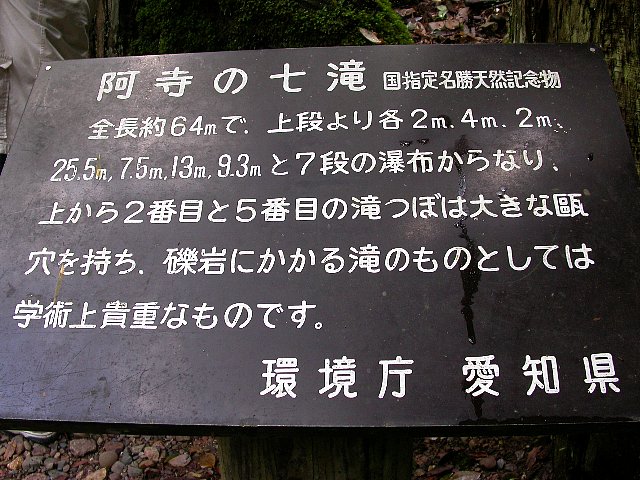 阿寺の七滝 国指定名勝天然記念物
全長約64mで、上段より各2m、4m、2m、
25.5m,7.5m,13m,9.3mと7段の瀑布からなり、
上から2番目と5番目の滝つぼは大きな甌
穴を持ち、礫岩にかかる滝のものとしては
学術上貴重なものです。
環境庁 愛知県